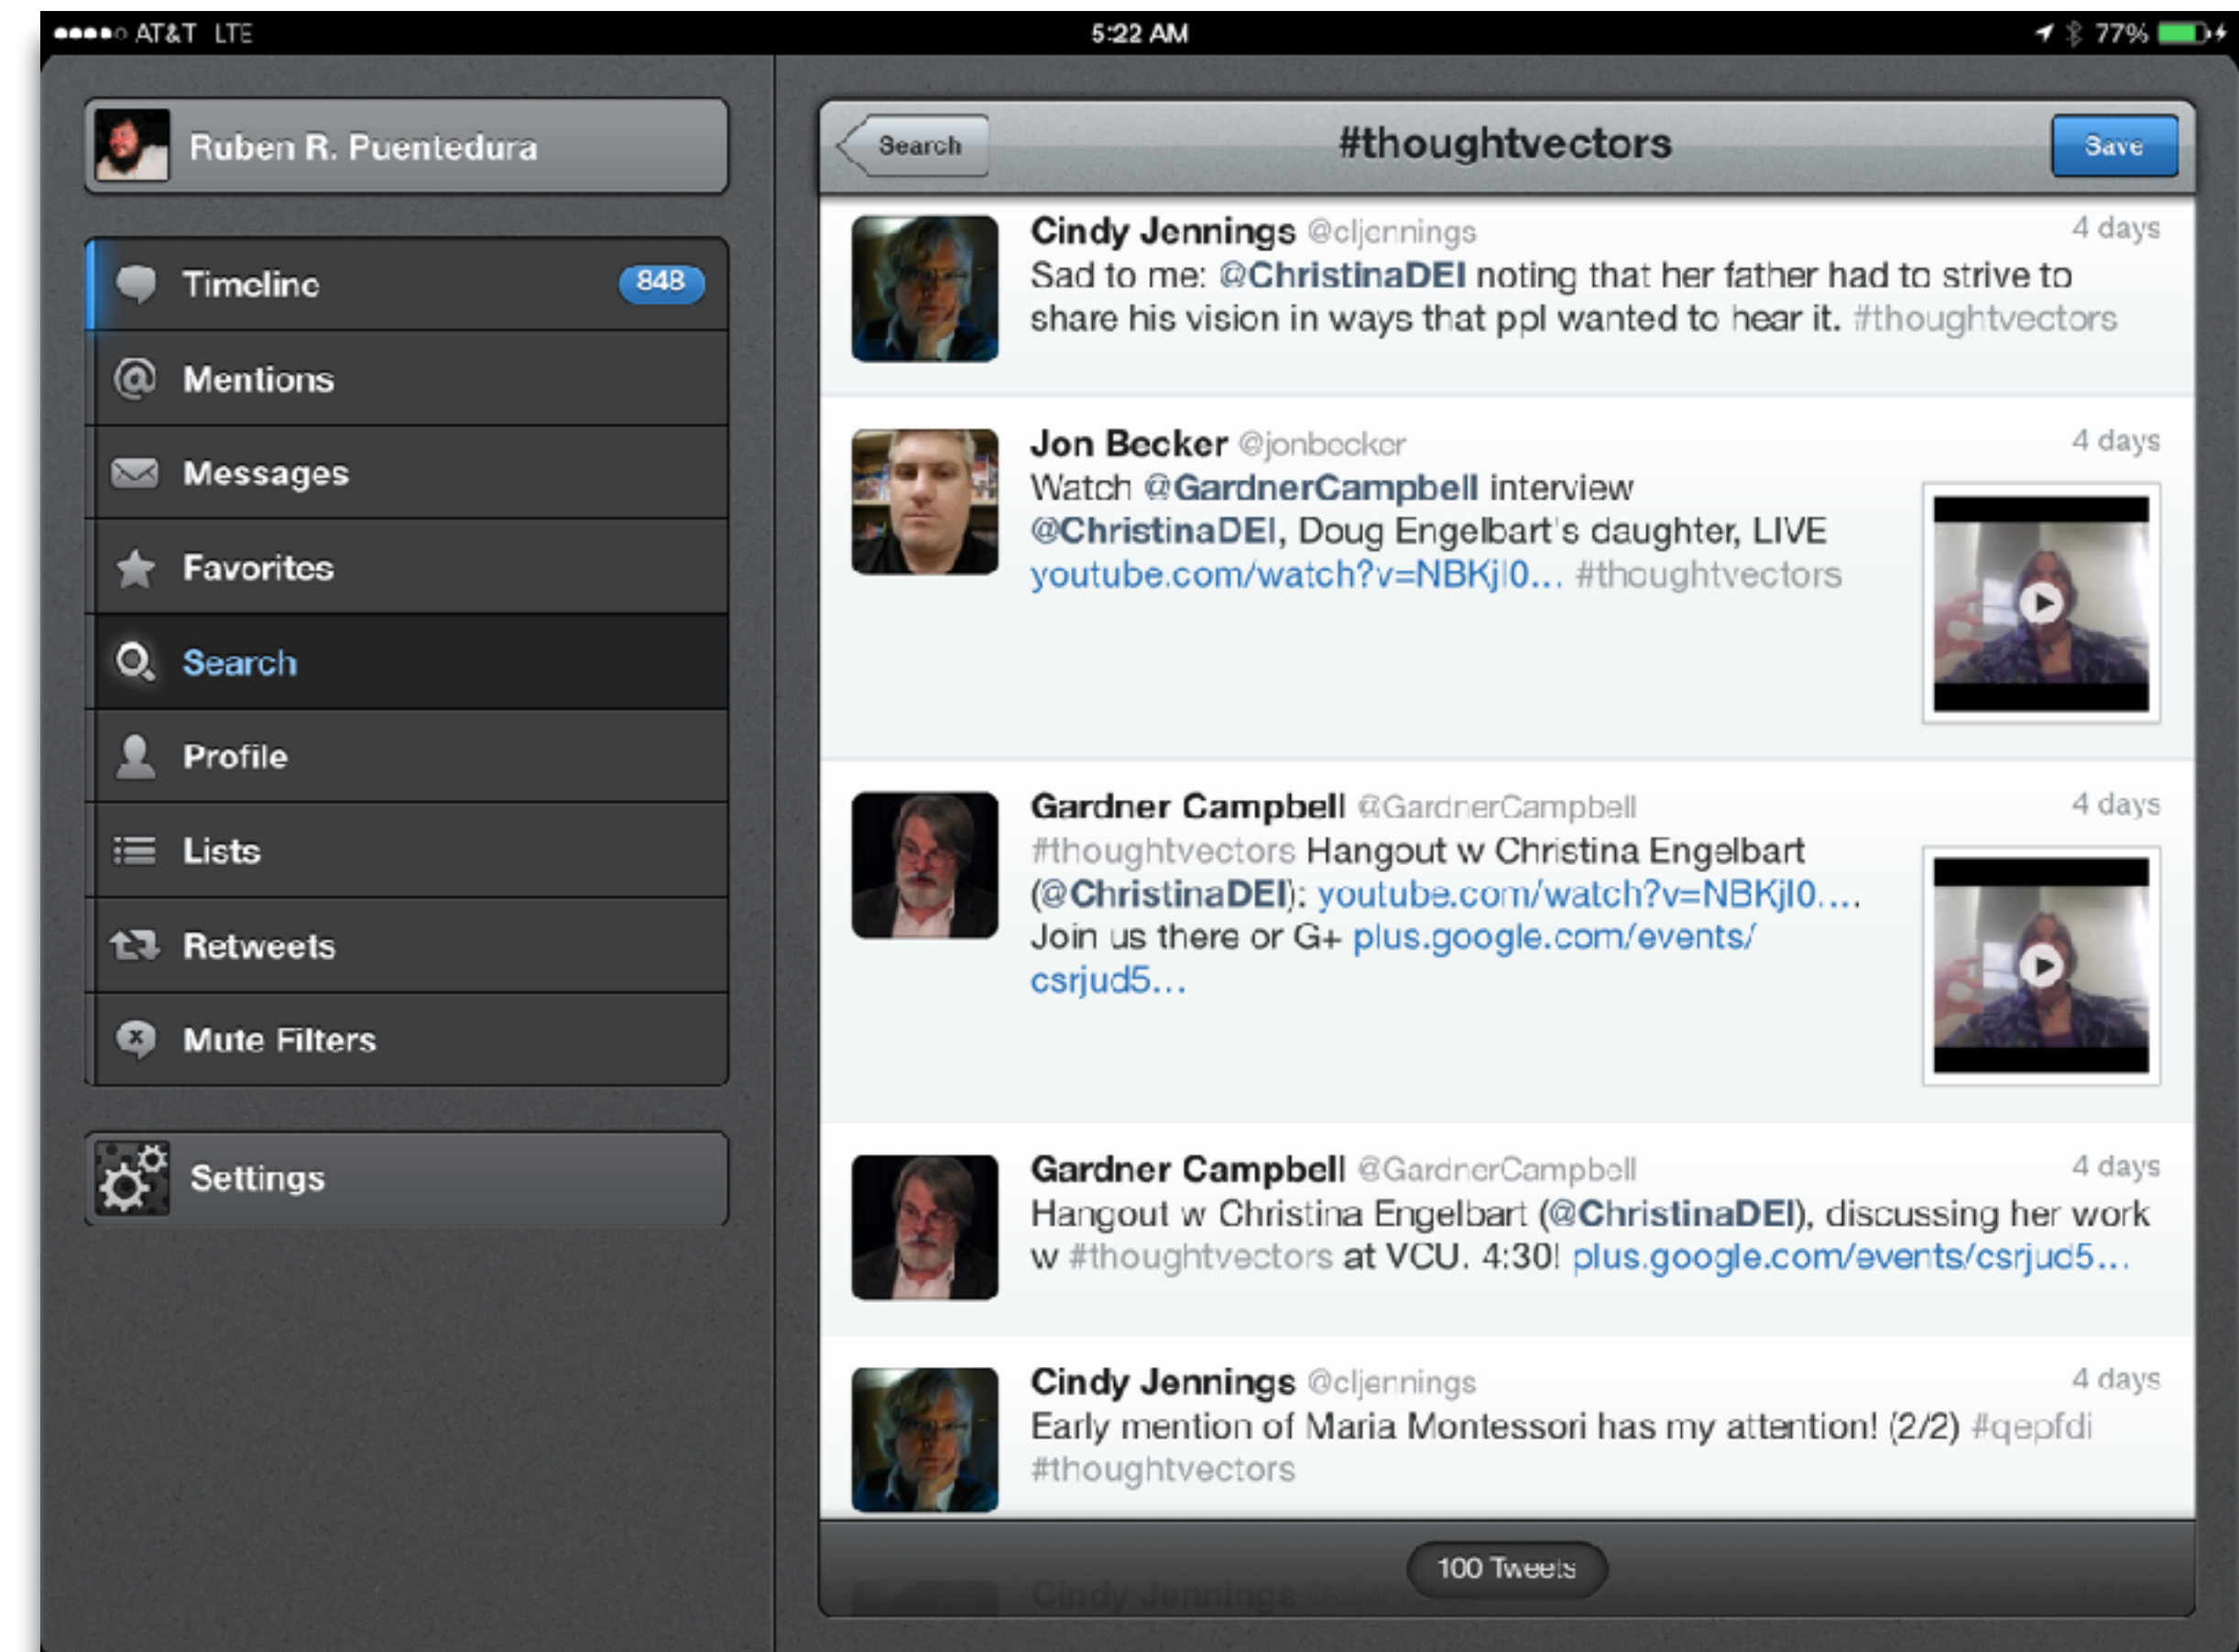 AT&T LTE
5:22 AM
77%
Ruben R. Puentedura
Timeline
848
Mentions
Messages
Favorites
Search
Profile
Lists
Retweets
Mute Filters
Settings
Search
#thoughtvectors
Save
Cindy Jennings @cljennings
4 days
Sad to me: @ChristinaDEI noting that her father had to strive to
share his vision in ways that ppl wanted to hear it. #thoughtvectors
Jon Becker @jonbecker
4 days
Watch @GardnerCampbell interview
@ChristinaDEI, Doug Engelbart's daughter, LIVE
youtube.com/watch?v=NBKjI0... #thoughtvectors
Gardner Campbell @GardnerCampbell
4 days
#thoughtvectors Hangout w Christina Engelbart
(@ChristinaDEI): youtube.com/watch?v=NBKjI0....
Join us there or G+ plus.google.com/events/
csrjud5...
Gardner Campbell @GardnerCampbell
4 days
Hangout w Christina Engelbart (@ChristinaDEI), discussing her work
w #thoughtvectors at VCU. 4:30! plus.google.com/events/csrjud5...
Cindy Jennings @cljennings
4 days
Early mention of Maria Montessori has my attention! (2/2) #qepfdi
#thoughtvectors
100 Tweets
Cindy Jennings
4 days